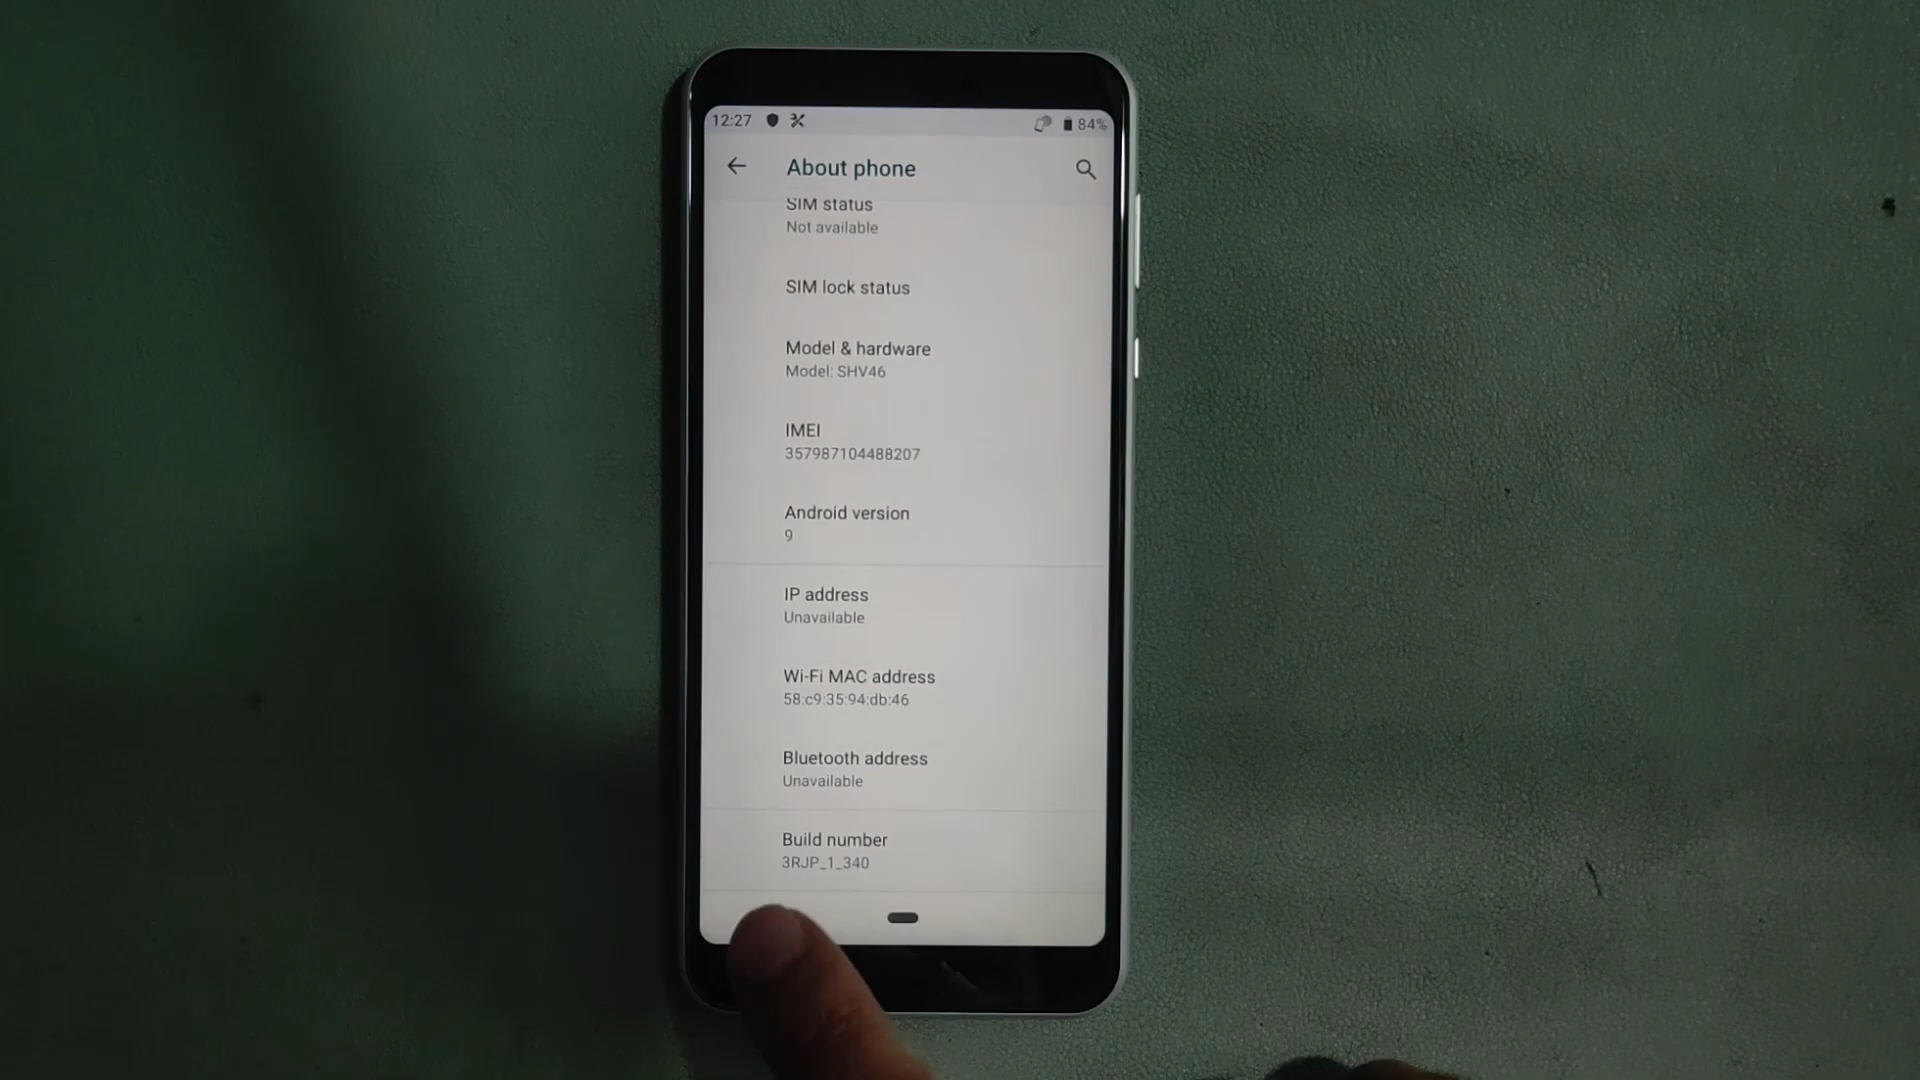 12:27 84%
About phone
SIM status
Not available
SIM lock status
Model & hardware
Model: SHV46
IMEI
357987104488207
Android version
9
IP address
Unavailable
Wi-Fi MAC address
58:c9:35:94:db:46
Bluetooth address
Unavailable
Build number
3RJP_1_340